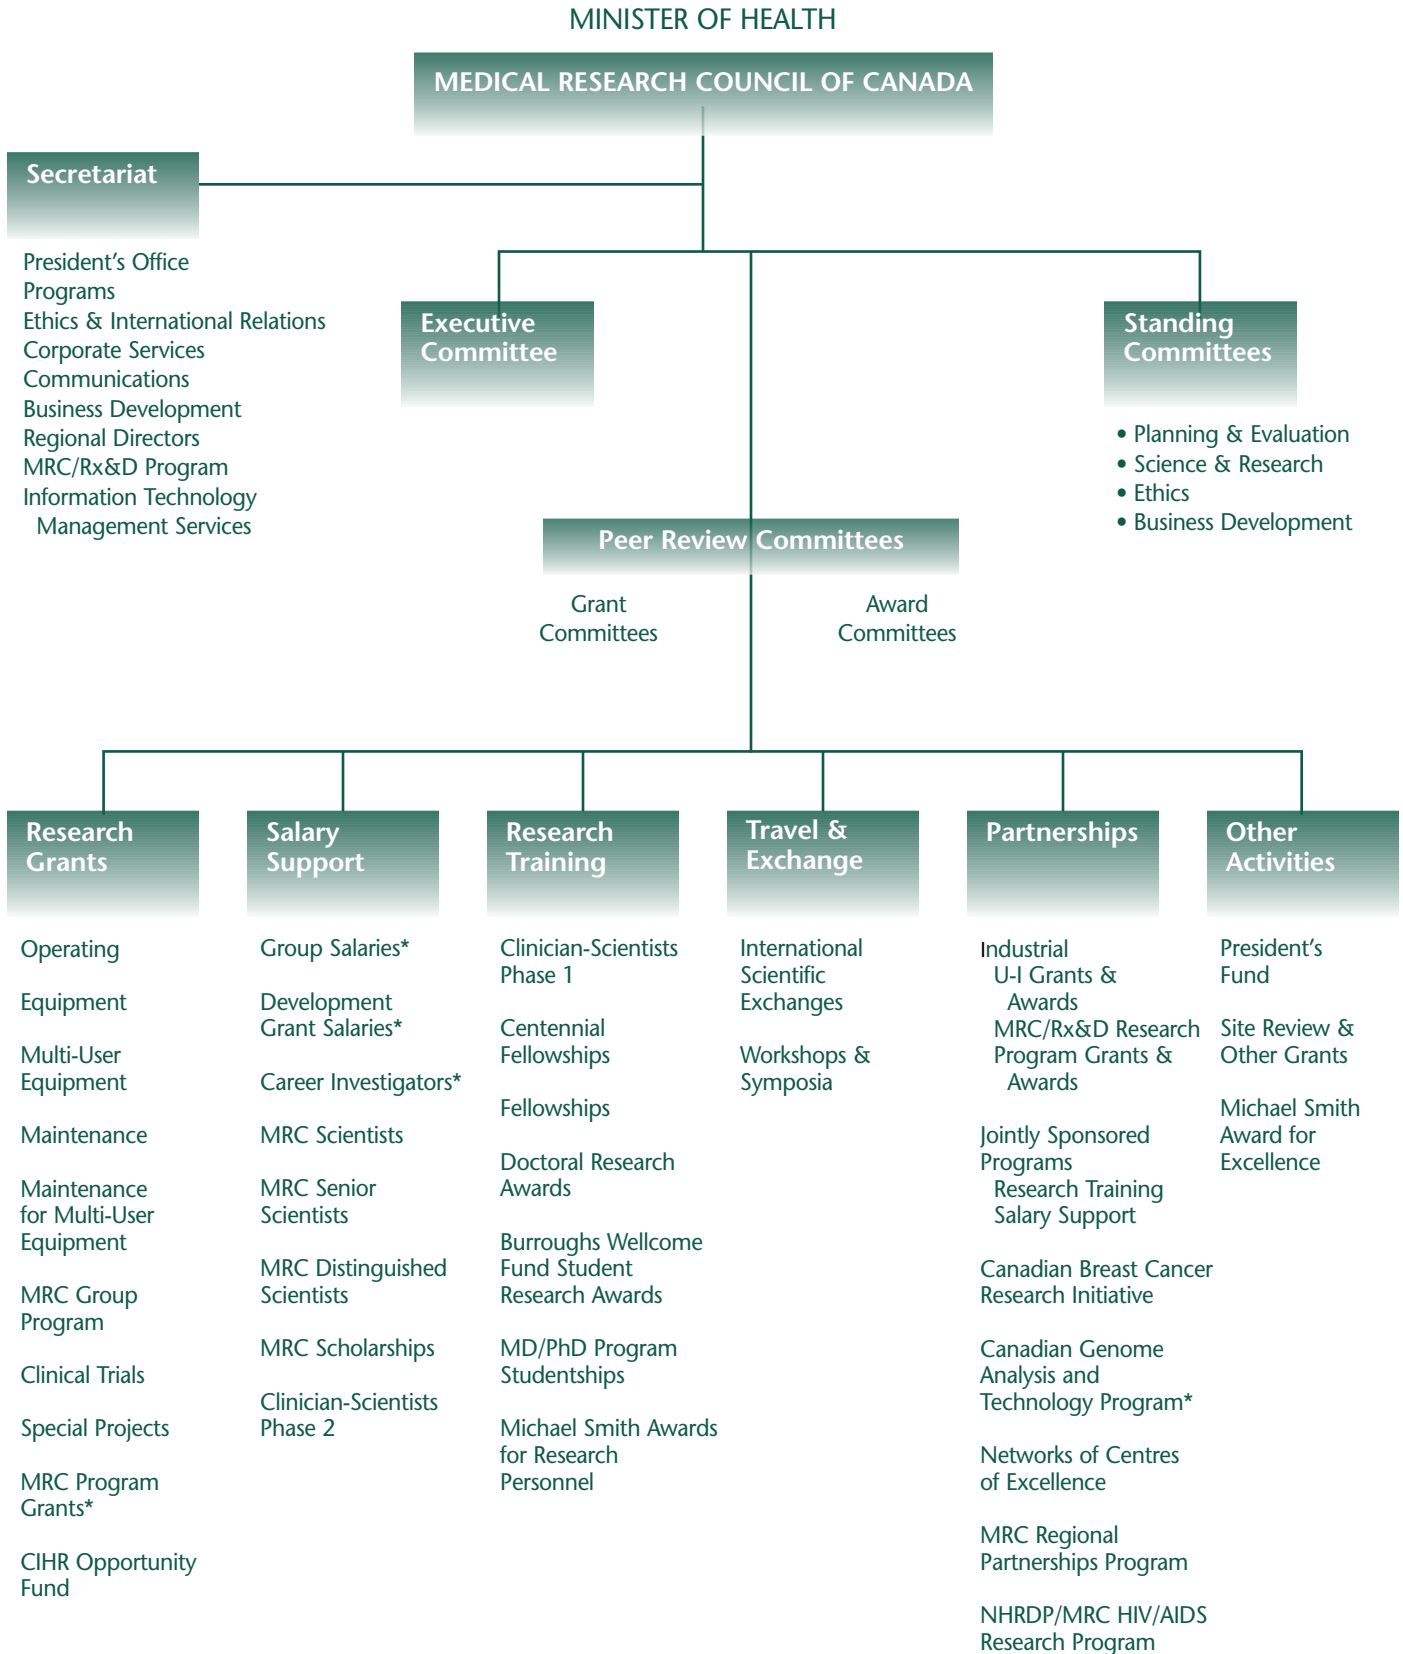 MINISTER OF HEALTH
MEDICAL RESEARCH COUNCIL OF CANADA
Secretariat
President's Office
Programs
Ethics & International Relations
Corporate Services
Communications
Business Development
Regional Directors
MRC/Rx&D Program
Information Technology
Management Services
Executive
Committee
Standing
Committees
• Planning & Evaluation
• Science & Research
• Ethics
• Business Development
Peer Review Committees
Grant
Committees
Award
Committees
Research
Grants
Operating
Equipment
Multi-User
Equipment
Maintenance
Maintenance
for Multi-User
Equipment
MRC Group
Program
Clinical Trials
Special Projects
MRC Program
Grants*
CIHR Opportunity
Fund
Salary
Support
Group Salaries*
Development
Grant Salaries*
Career Investigators*
MRC Scientists
MRC Senior
Scientists
MRC Distinguished
Scientists
MRC Scholarships
Clinician-Scientists
Phase 2
Research
Training
Clinician-Scientists
Phase 1
Centennial
Fellowships
Fellowships
Doctoral Research
Awards
Burroughs Wellcome
Fund Student
Research Awards
MD/PhD Program
Studentships
Michael Smith Awards
for Research
Personnel
Travel &
Exchange
International
Scientific
Exchanges
Workshops &
Symposia
Partnerships
Industrial
U-I Grants &
Awards
MRC/Rx&D Research
Program Grants &
Awards
Jointly Sponsored
Programs
Research Training
Salary Support
Canadian Breast Cancer
Research Initiative
Canadian Genome
Analysis and
Technology Program*
Networks of Centres
of Excellence
MRC Regional
Partnerships Program
NHRDP/MRC HIV/AIDS
Research Program
Other
Activities
President's
Fund
Site Review &
Other Grants
Michael Smith
Award for
Excellence